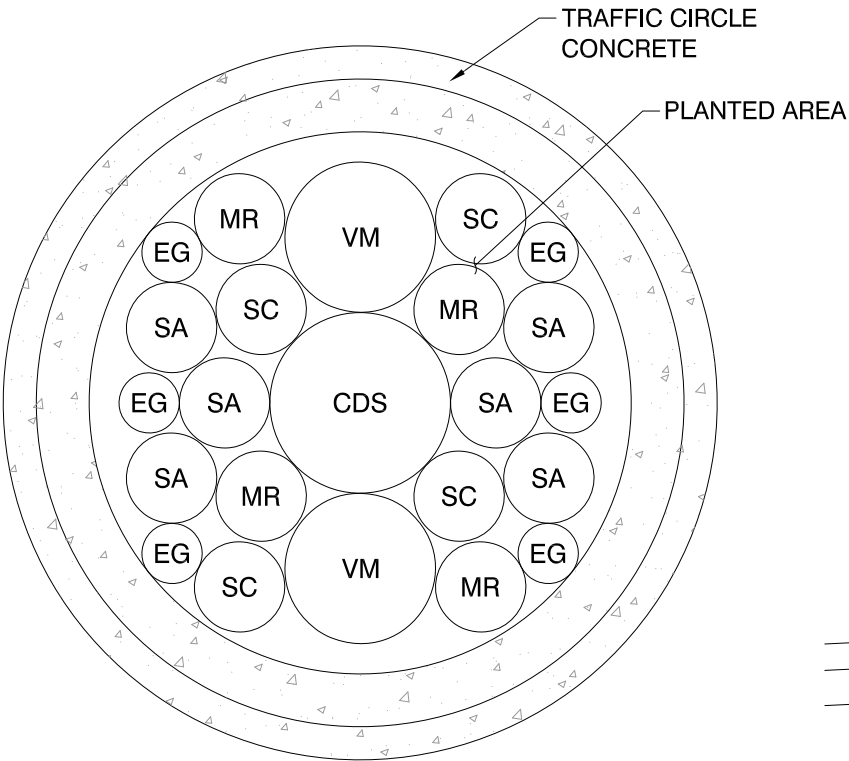 TRAFFIC CIRCLE
CONCRETE
PLANTED AREA
MR
VM
SC
EG
EG
SC
MR
SA
SA
EG
SA
CDS
SA
EG
SA
MR
SC
SA
EG
VM
EG
SC
MR